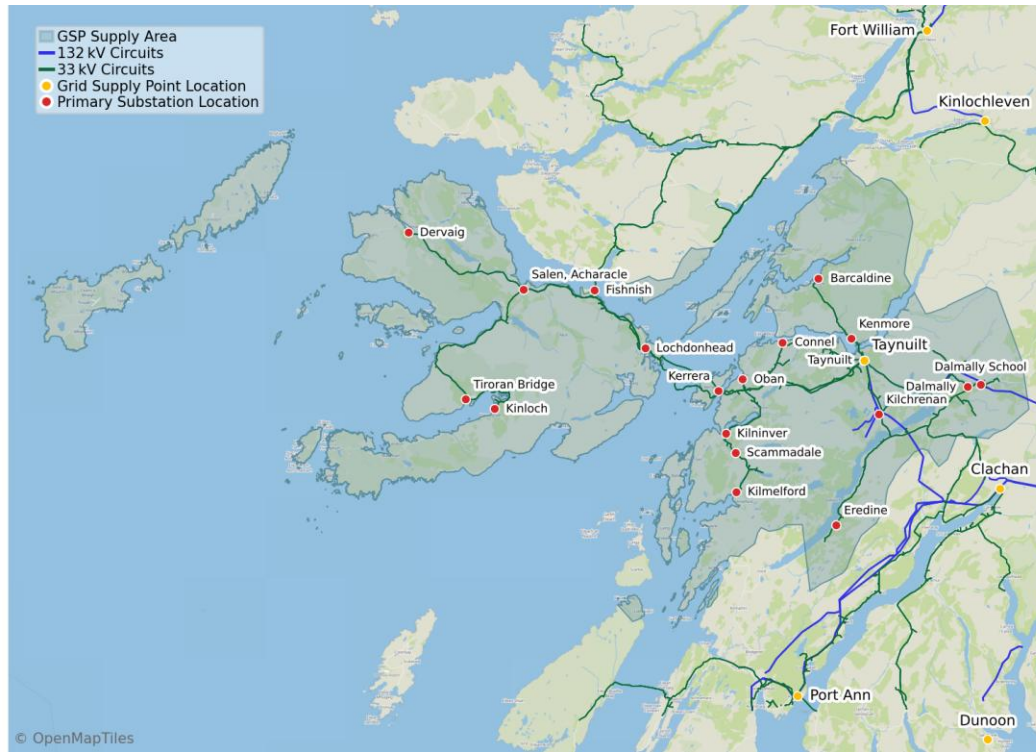 GSP Supply Area
132 kV Circuits
33 kV Circuits
Grid Supply Point Location
Primary Substation Location
Fort William
Kinlochleven
Dervaig
Salen, Acharacle
Fishnish
Barcaldine
Kenmore
Lochdonhead
Connel
Taynuilt
Taynuilt
Dalmally School
Kerrera
Oban
Dalmally
Tiroran Bridge
Kinloch
Kilchrenan
Kilninver
Scammadale
Clachan
Kilmelford
Eredine
Port Ann
Dunoon
© OpenMapTiles